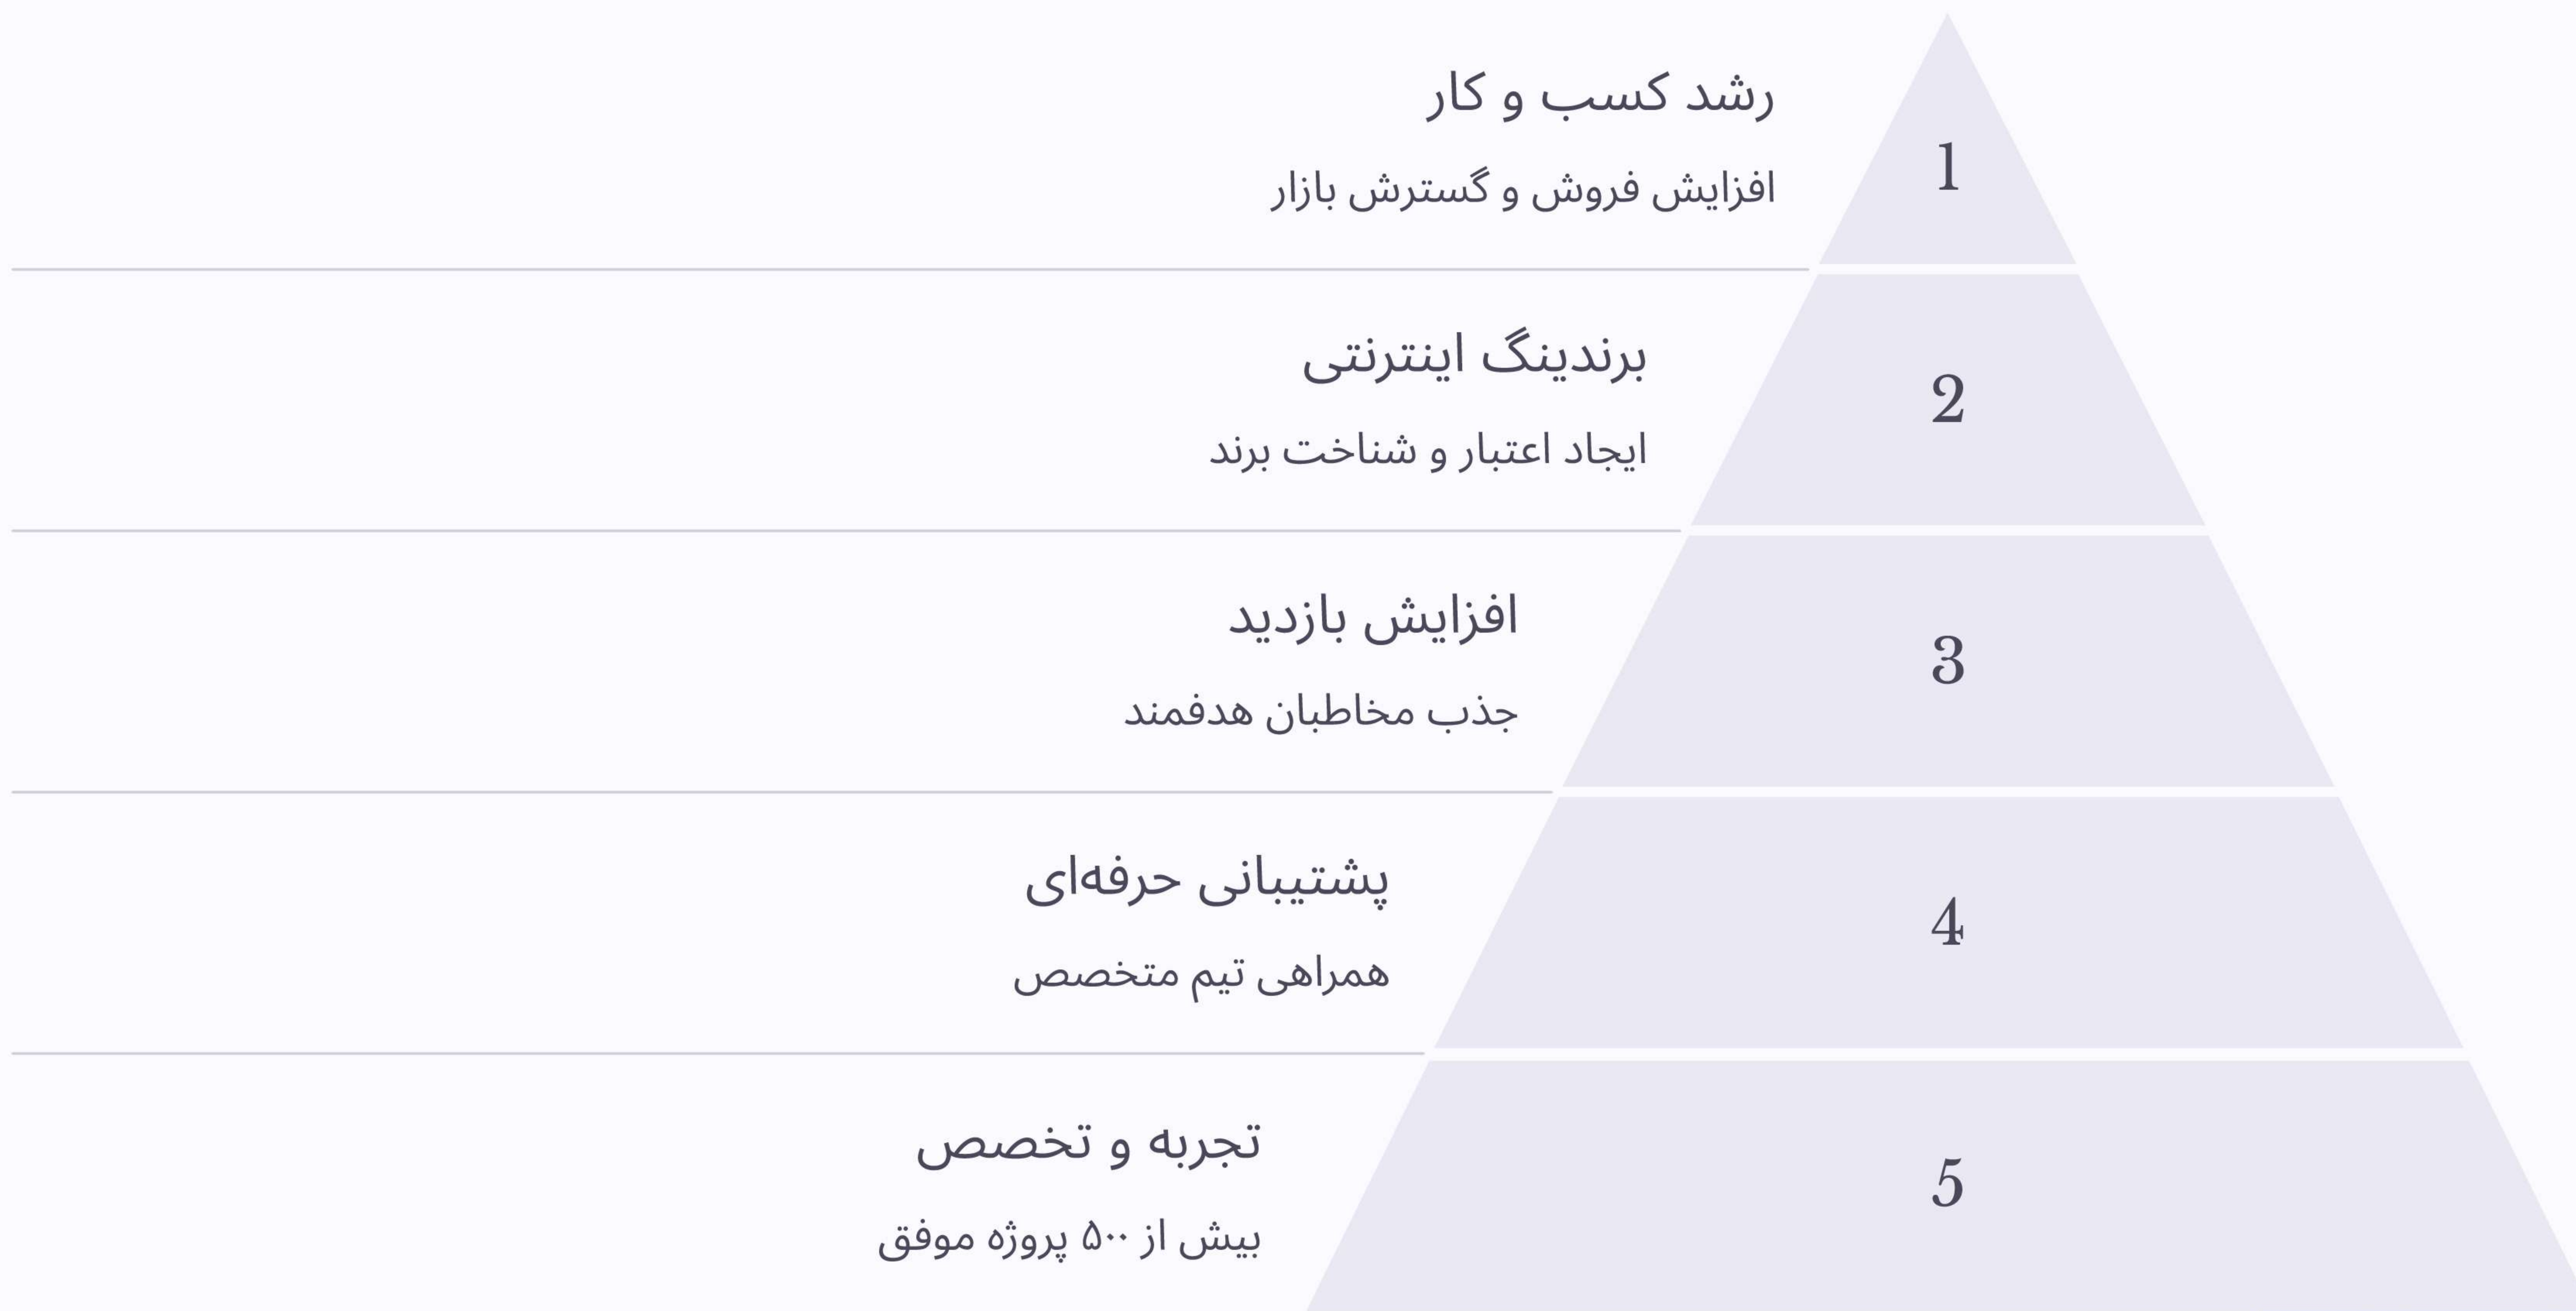 1
رشد کسب و کار
افزایش فروش و گسترش بازار
2
برندینگ اینترنتی
ایجاد اعتبار و شناخت برند
3
افزایش بازدید
جذب مخاطبان هدفمند
4
پشتیبانی حرفه‌ای
همراهی تیم متخصص
5
تجربه و تخصص
بیش از ۵۰۰ پروژه موفق